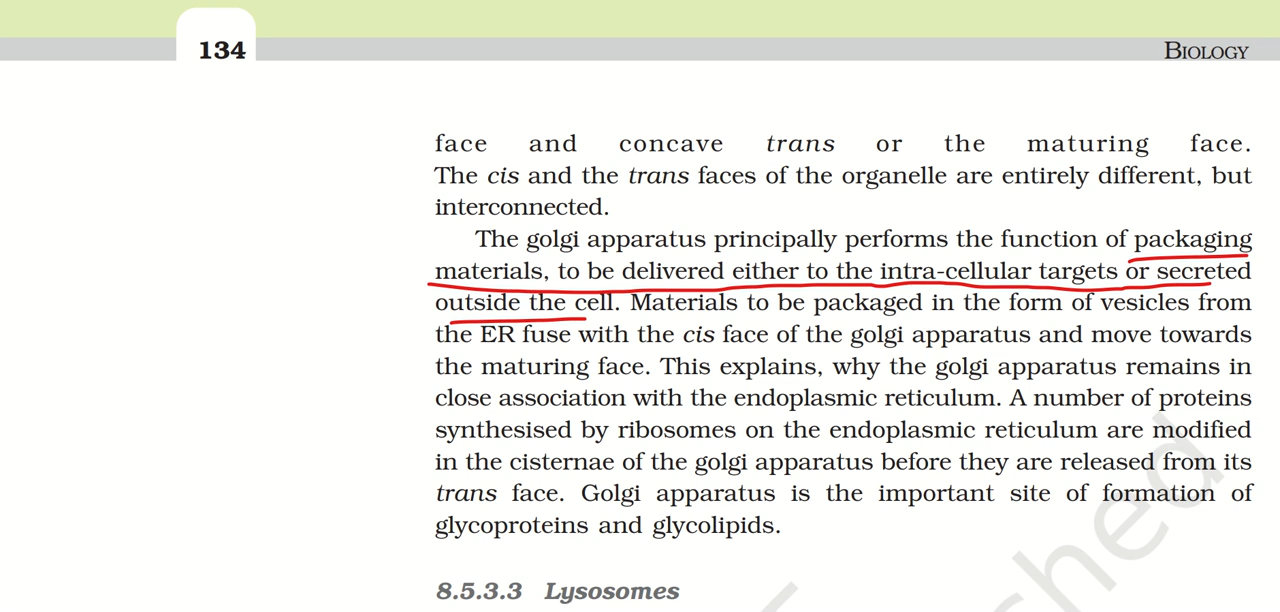 134
BIOLOGY
face and concave trans or the maturing face.
The cis and the trans faces of the organelle are entirely different, but
interconnected.
The golgi apparatus principally performs the function of packaging
materials, to be delivered either to the intra-cellular targets or secreted
outside the cell. Materials to be packaged in the form of vesicles from
the ER fuse with the cis face of the golgi apparatus and move towards
the maturing face. This explains, why the golgi apparatus remains in
close association with the endoplasmic reticulum. A number of proteins
synthesised by ribosomes on the endoplasmic reticulum are modified
in the cisternae of the golgi apparatus before they are released from its
trans face. Golgi apparatus is the important site of formation of
glycoproteins and glycolipids.
8.5.3.3 Lysosomes